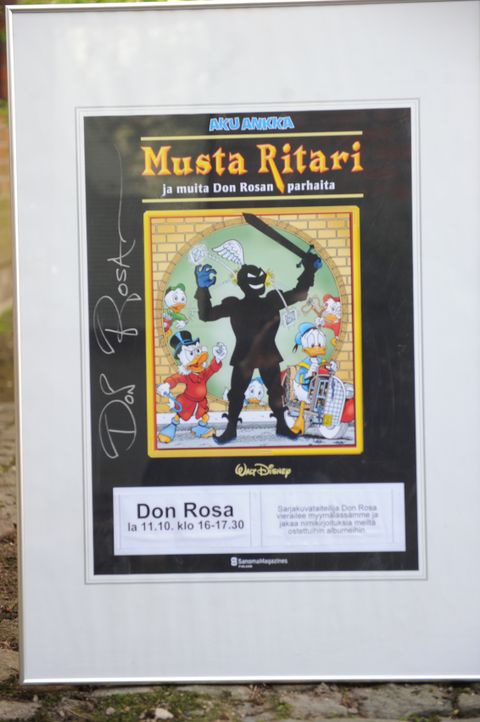 AKU ANKKA
Musta Ritari
ja muita Don Rosan parhaita
DON ROSA
WALT DISNEY
Don Rosa
la 11.10. klo 16-17.30
Sarjakuvataiteilija Don Rosa
vierailee myymälässämme ja
jakaa nimikirjoituksia meiltä
ostettuihin albumeihin
SanomaMagazines
FINLAND